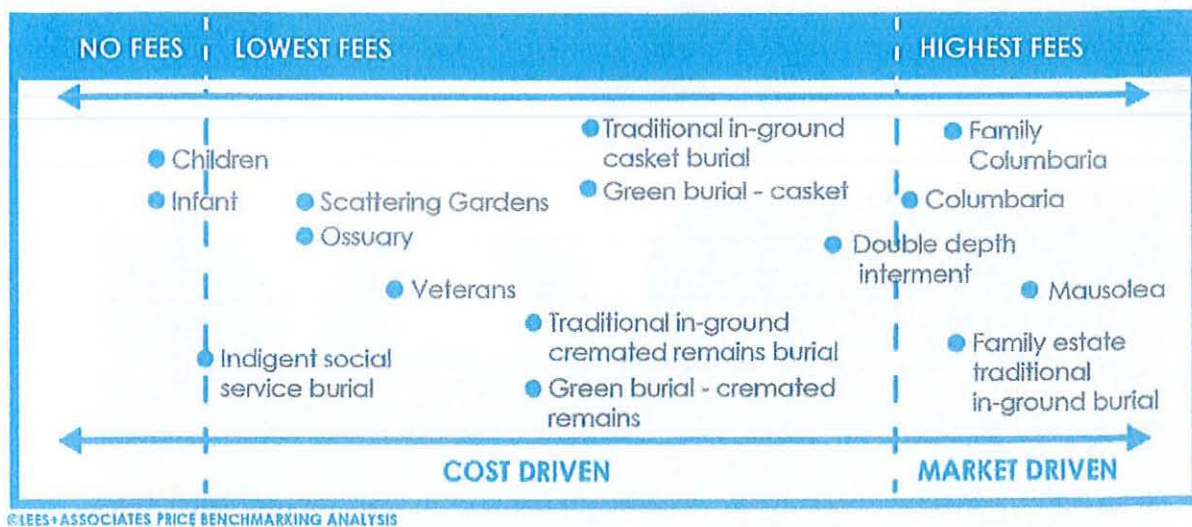 NO FEES
LOWEST FEES
HIGHEST FEES
Traditional in-ground
casket burial
Family
Columbaria
Children
Green burial - casket
Infant
Scattering Gardens
Columbaria
Ossuary
Double depth
interment
Veterans
Mausolea
Traditional in-ground
cremated remains burial
Family estate
traditional
in-ground burial
Indigent social
service burial
Green burial - cremated
remains
COST DRIVEN
MARKET DRIVEN
©LEES+ASSOCIATES PRICE BENCHMARKING ANALYSIS